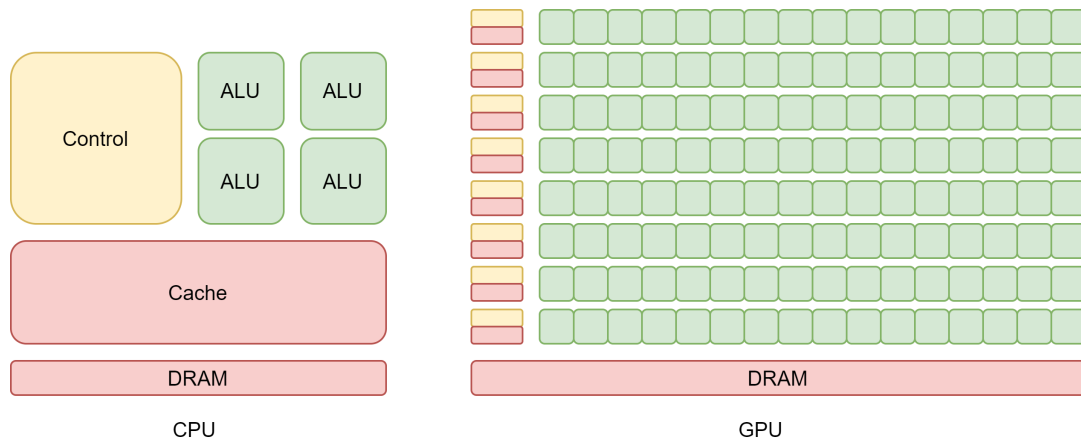 Control
ALU
ALU
ALU
ALU
Cache
DRAM
CPU
DRAM
GPU